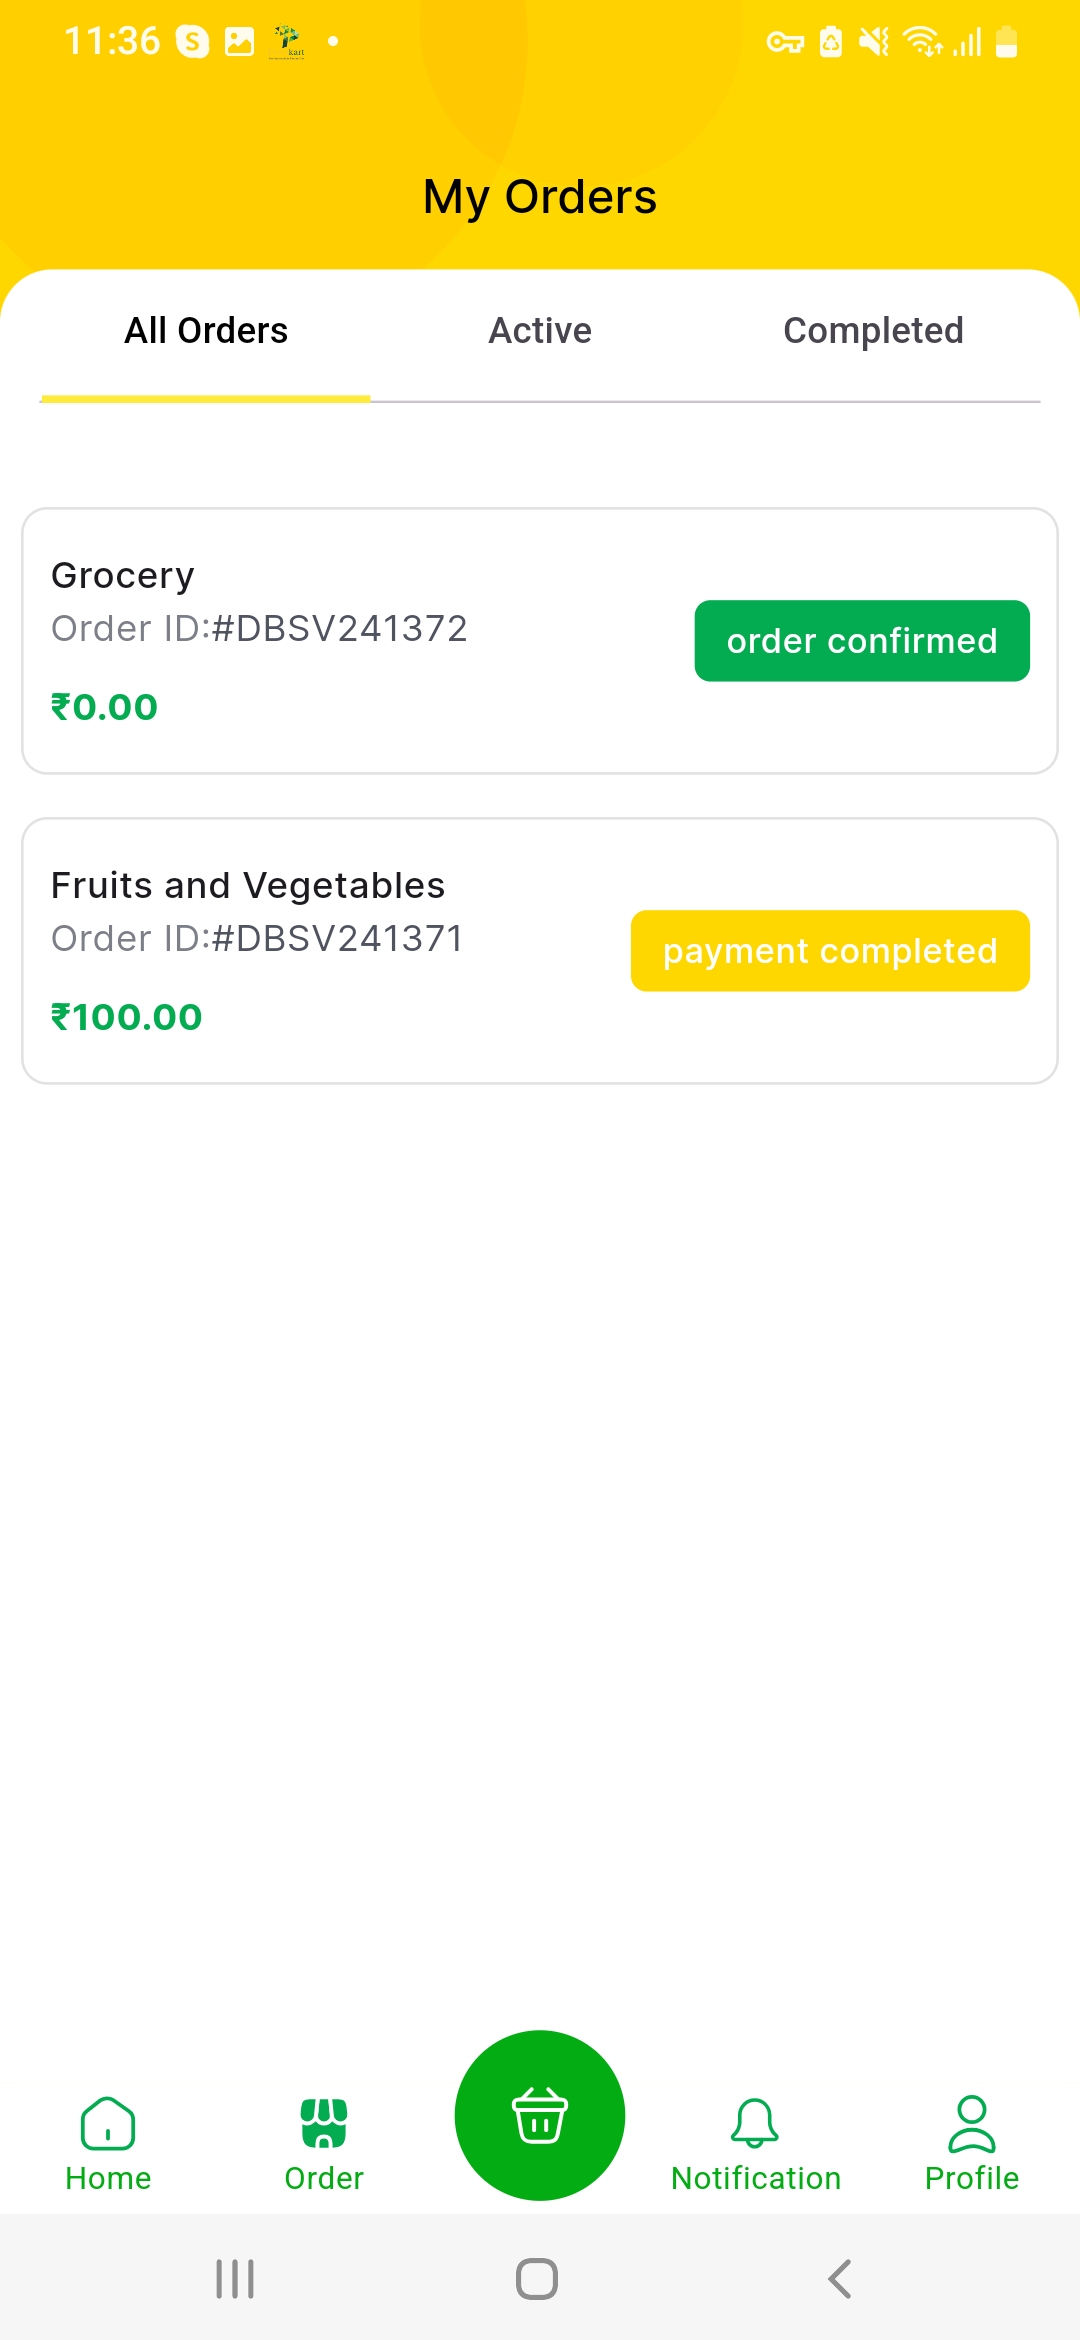 11:36
kart
My Orders
All Orders Active Completed
Grocery
Order ID:#DBSV241372
order confirmed
₹0.00
Fruits and Vegetables
Order ID:#DBSV241371
payment completed
₹100.00
Home Order Notification Profile